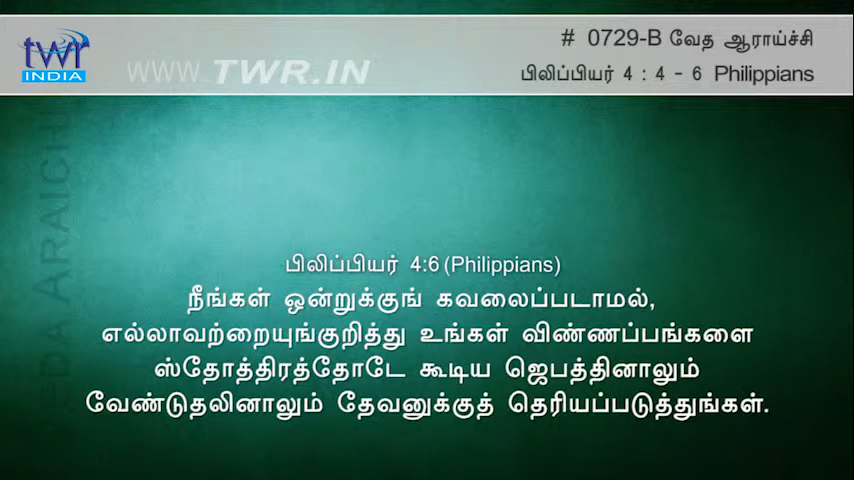 twr
INDIA
WWW.TWR.IN
# 0729-B வேத ஆராய்ச்சி
பிலிப்பியர் 4 : 4 - 6 Philippians
VEDA ARAICHI
பிலிப்பியர் 4:6 (Philippians)
நீங்கள் ஒன்றுக்குங் கவலைப்படாமல்,
எல்லாவற்றையுங்குறித்து உங்கள் விண்ணப்பங்களை
ஸ்தோத்திரத்தோடே கூடிய ஜெபத்தினாலும்
வேண்டுதலினாலும் தேவனுக்குத் தெரியப்படுத்துங்கள்.